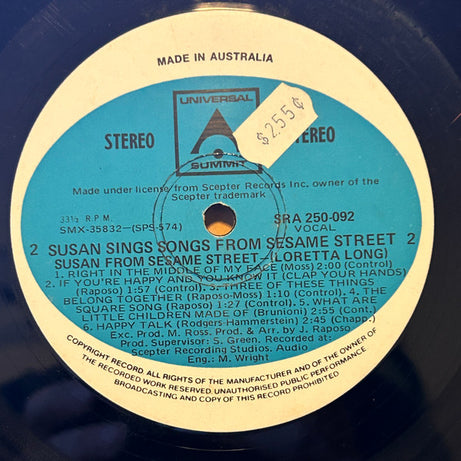 MADE IN AUSTRALIA
UNIVERSAL
SUMMIT
STEREO
STEREO
$2.55¢
Made under license from Scepter Records Inc. owner of the
Scepter trademark
33⅓ R.P.M.
SMX-35832-(SPS-574)
SRA 250-092
VOCAL
2 SUSAN SINGS SONGS FROM SESAME STREET 2
SUSAN FROM SESAME STREET-(LORETTA LONG)
1. RIGHT IN THE MIDDLE OF MY FACE (Moss) 2:00 (Control)
2. IF YOU'RE HAPPY AND YOU KNOW IT (CLAP YOUR HANDS)
(Raposo) 1:57 (Control) 3. THREE OF THESE THINGS
BELONG TOGETHER (Raposo-Moss) 1:10 (Control) 4. THE
SQUARE SONG (Raposo) 1:27 (Control) 5. WHAT ARE
LITTLE CHILDREN MADE OF (Brunioni) 2:55 (Cont.)
6. HAPPY TALK (Rodgers-Hammerstein) 2:45 (Chapp.)
Exc. Prod. M. Ross. Prod. & Arr. by J. Raposo
Prod. Supervisor: S. Green. Recorded at:
Scepter Recording Studios. Audio
Eng.: M. Wright
COPYRIGHT RECORD. ALL RIGHTS OF THE MANUFACTURER AND OF THE OWNER OF
THE RECORDED WORK RESERVED. UNAUTHORISED PUBLIC PERFORMANCE
BROADCASTING AND COPY OF THIS RECORD PROHIBITED